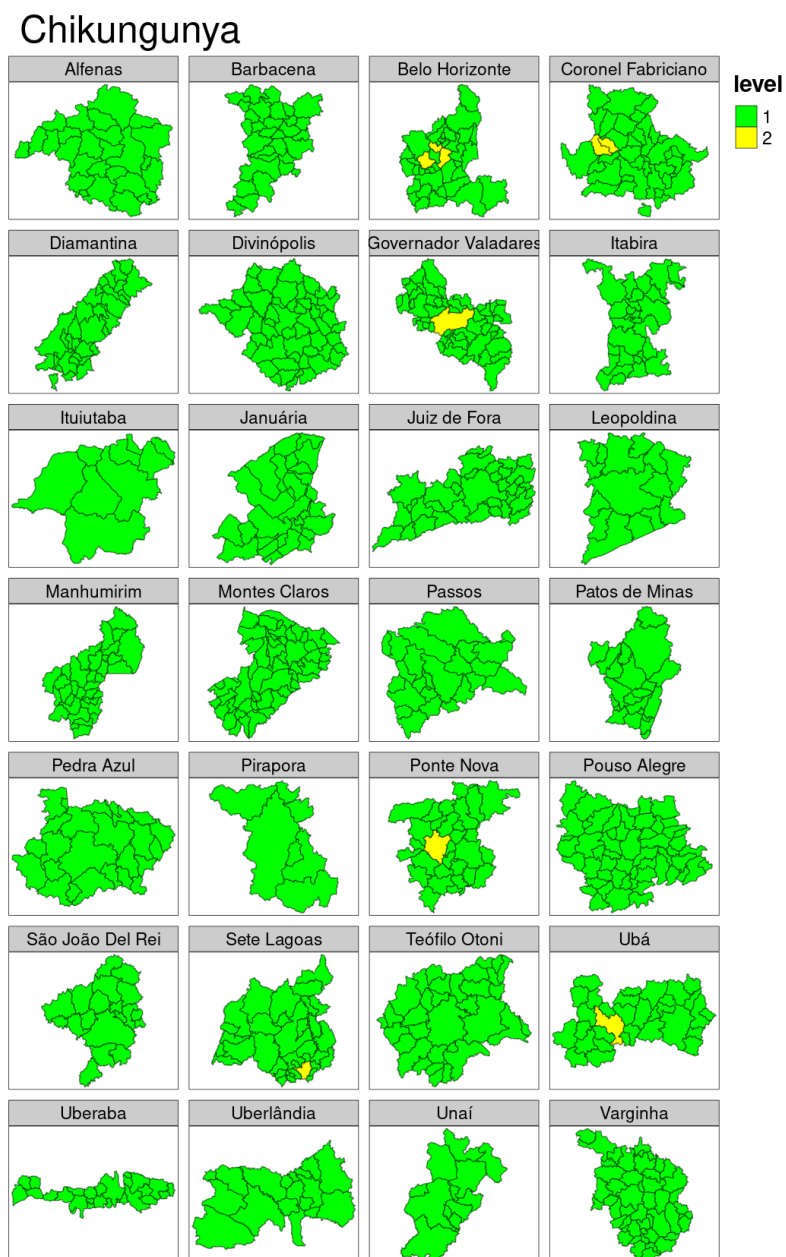 Chikungunya
Alfenas
Barbacena
Belo Horizonte
Coronel Fabriciano
level
1
2
Diamantina
Divinópolis
Governador Valadares
Itabira
Ituiutaba
Januária
Juiz de Fora
Leopoldina
Manhumirim
Montes Claros
Passos
Patos de Minas
Pedra Azul
Pirapora
Ponte Nova
Pouso Alegre
São João Del Rei
Sete Lagoas
Teófilo Otoni
Ubá
Uberaba
Uberlândia
Unaí
Varginha